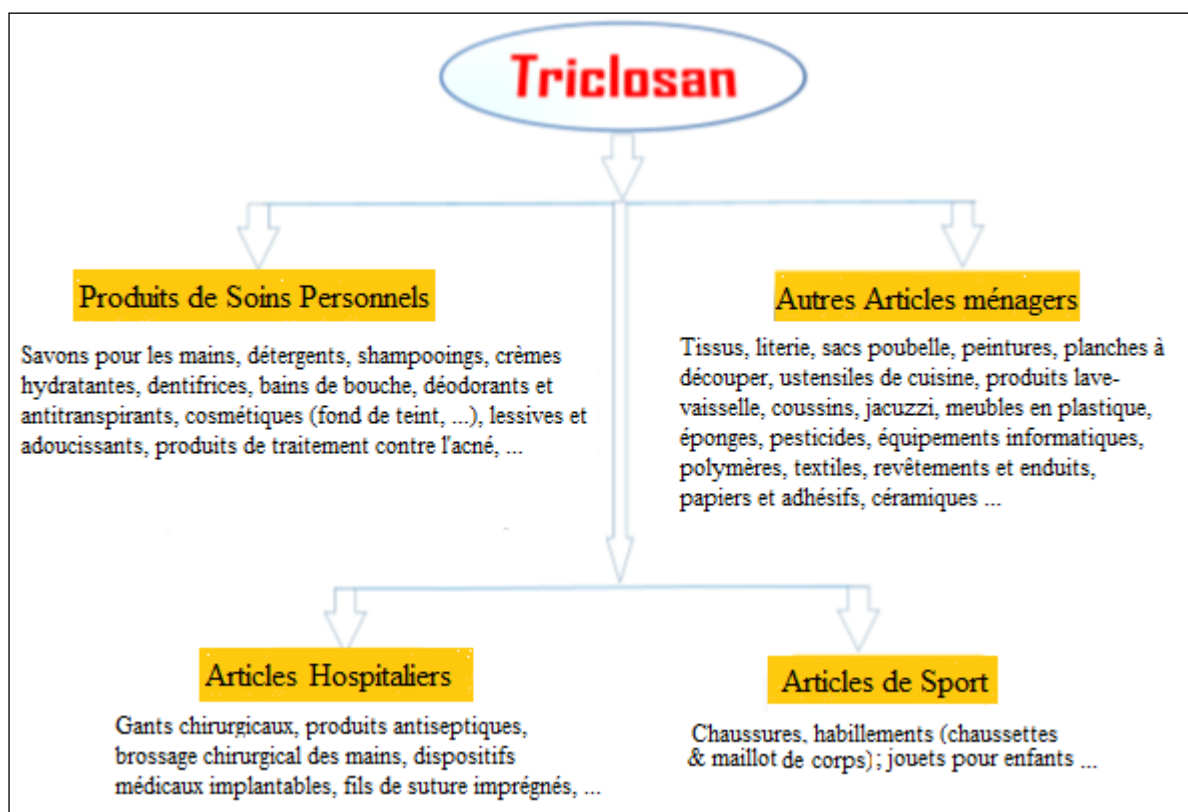 Triclosan
Produits de Soins Personnels
Savons pour les mains, détergents, shampooings, crèmes
hydratantes, dentifrices, bains de bouche, déodorants et
antitranspirants, cosmétiques (fond de teint, ...), lessives et
adoucissants, produits de traitement contre l'acné, ...
Autres Articles ménagers
Tissus, literie, sacs poubelle, peintures, planches à
découper, ustensiles de cuisine, produits lave-
vaisselle, coussins, jacuzzi, meubles en plastique,
éponges, pesticides, équipements informatiques,
polymères, textiles, revêtements et enduits,
papiers et adhésifs, céramiques ...
Articles Hospitaliers
Gants chirurgicaux, produits antiseptiques,
brossage chirurgical des mains, dispositifs
médicaux implantables, fils de suture imprégnés, ...
Articles de Sport
Chaussures, habillements (chaussettes
& maillot de corps) ; jouets pour enfants ...